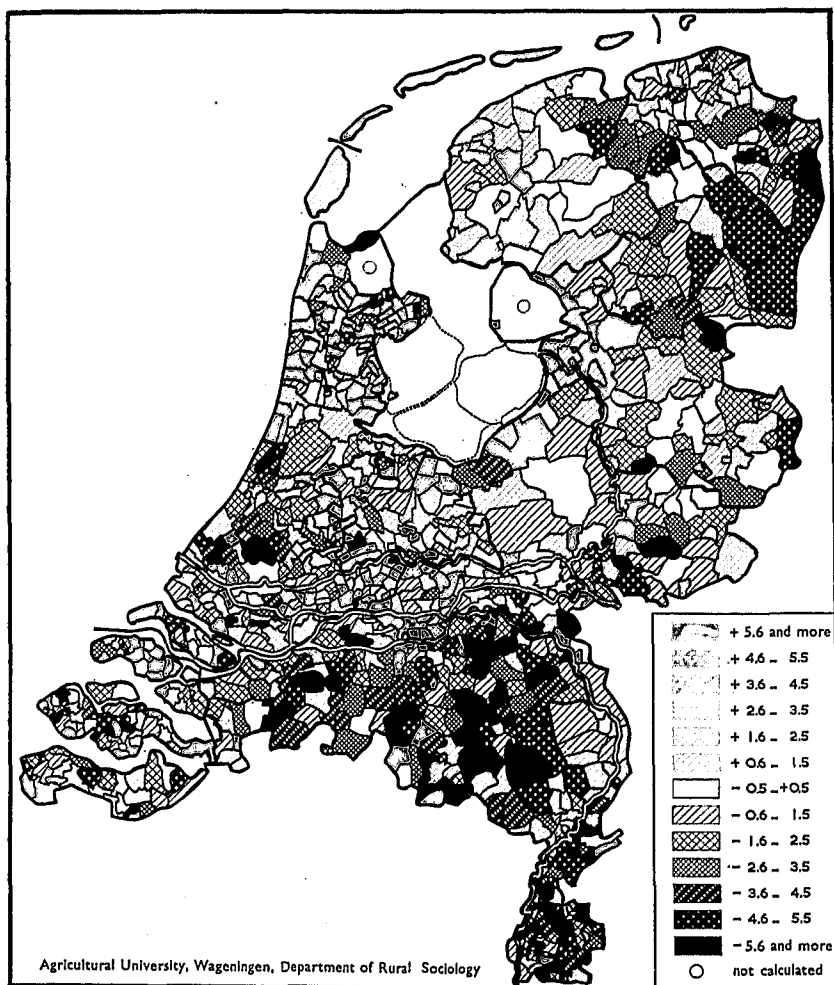 + 5.6 and more
+ 4.6 - 5.5
+ 3.6 - 4.5
+ 2.6 - 3.5
+ 1.6 - 2.5
+ 0.6 - 1.5
- 0.5 - +0.5
- 0.6 - 1.5
- 1.6 - 2.5
- 2.6 - 3.5
- 3.6 - 4.5
- 4.6 - 5.5
- 5.6 and more
not calculated
Agricultural University, Wageningen, Department of Rural Sociology